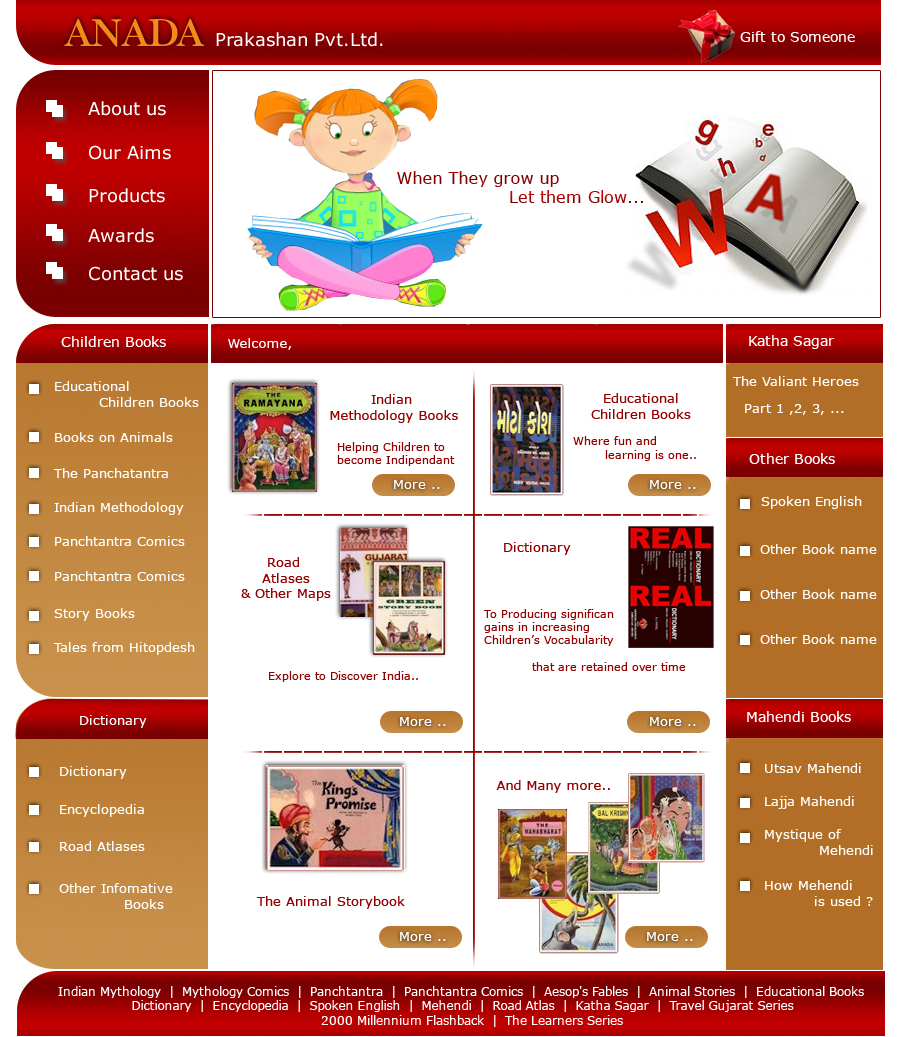 ANADA Prakashan Pvt.Ltd.
Gift to Someone
About us
Our Aims
Products
Awards
Contact us
When They grow up
Let them Glow...
g
e
b
h
d
W
A
Children Books
Educational
Children Books
Books on Animals
The Panchatantra
Indian Methodology
Panchtantra Comics
Panchtantra Comics
Story Books
Tales from Hitopdesh
Dictionary
Dictionary
Encyclopedia
Road Atlases
Other Infomative
Books
Welcome,
THE
RAMAYANA
Indian
Methodology Books
Helping Children to
become Indipendant
More ..
મોટો કોશ
Educational
Children Books
Where fun and
learning is one..
More ..
Road
Atlases
& Other Maps
GUJARAT
GREEN
STORY BOOK
Explore to Discover India..
More ..
Dictionary
REAL
DICTIONARY
REAL
DICTIONARY
To Producing significan
gains in increasing
Children's Vocabularity
that are retained over time
More ..
The
King's
Promise
The Animal Storybook
More ..
And Many more..
THE
MAHABHARAT
BAL KRISHN
ANADA
More ..
Katha Sagar
The Valiant Heroes
Part 1 ,2, 3, ...
Other Books
Spoken English
Other Book name
Other Book name
Other Book name
Mahendi Books
Utsav Mahendi
Lajja Mahendi
Mystique of
Mehendi
How Mehendi
is used ?
Indian Mythology | Mythology Comics | Panchtantra | Panchtantra Comics | Aesop's Fables | Animal Stories | Educational Books
Dictionary | Encyclopedia | Spoken English | Mehendi | Road Atlas | Katha Sagar | Travel Gujarat Series
2000 Millennium Flashback | The Learners Series